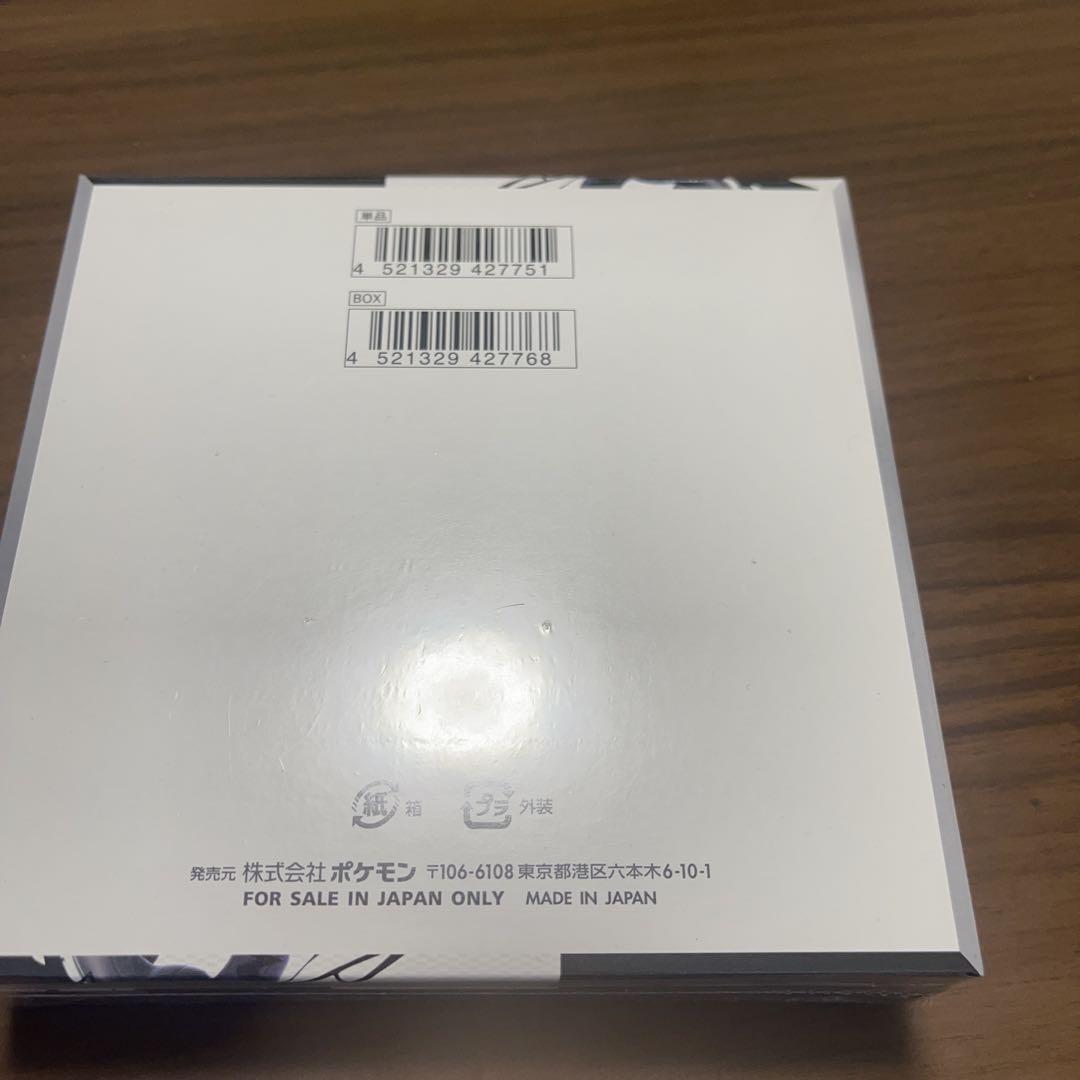 単品
4 521329 427751
BOX
4 521329 427768
紙 箱 プラ 外装
発売元 株式会社 ポケモン 〒106-6108 東京都港区六本木6-10-1
FOR SALE IN JAPAN ONLY MADE IN JAPAN